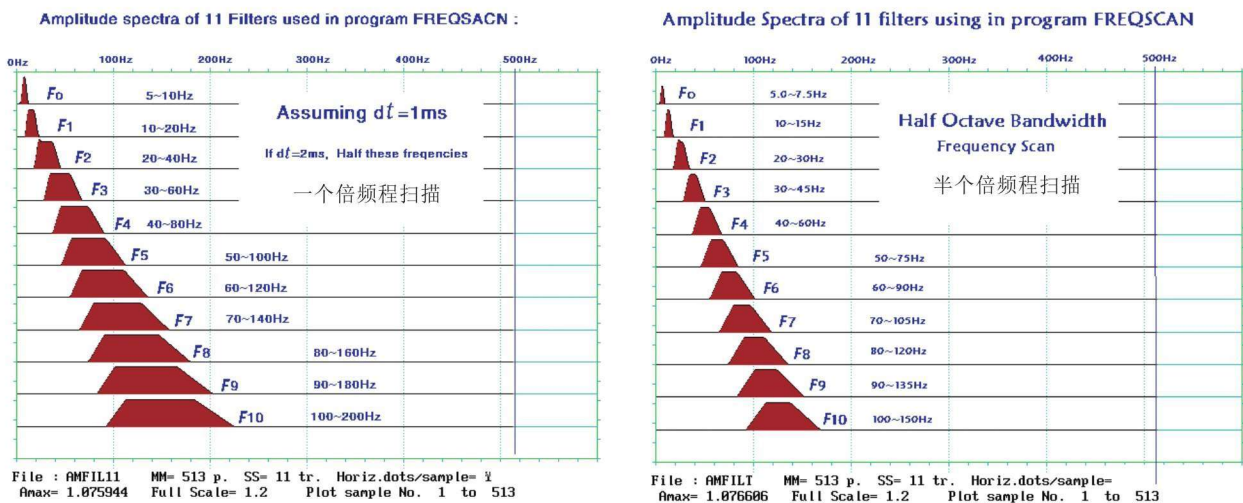 Amplitude spectra of 11 Filters used in program FREQSACN :
0Hz 100Hz 200Hz 300Hz 400Hz 500Hz
F0 5~10Hz
F1 10~20Hz
F2 20~40Hz
F3 30~60Hz
F4 40~80Hz
F5 50~100Hz
F6 60~120Hz
F7 70~140Hz
F8 80~160Hz
F9 90~180Hz
F10 100~200Hz
Assuming dt=1ms
If dt=2ms, Half these freqencies
一个倍频程扫描
File : AMFIL11 MM= 513 p. SS= 11 tr. Horiz.dots/sample=
Amax= 1.075944 Full Scale= 1.2 Plot sample No. 1 to 513
Amplitude Spectra of 11 filters using in program FREQSCAN
0Hz 100Hz 200Hz 300Hz 400Hz 500Hz
F0 5.0~7.5Hz
F1 10~15Hz
F2 20~30Hz
F3 30~45Hz
F4 40~60Hz
F5 50~75Hz
F6 60~90Hz
F7 70~105Hz
F8 80~120Hz
F9 90~135Hz
F10 100~150Hz
Half Octave Bandwidth
Frequency Scan
半个倍频程扫描
File : AMFILT MM= 513 p. SS= 11 tr. Horiz.dots/sample=
Amax= 1.076606 Full Scale= 1.2 Plot sample No. 1 to 513